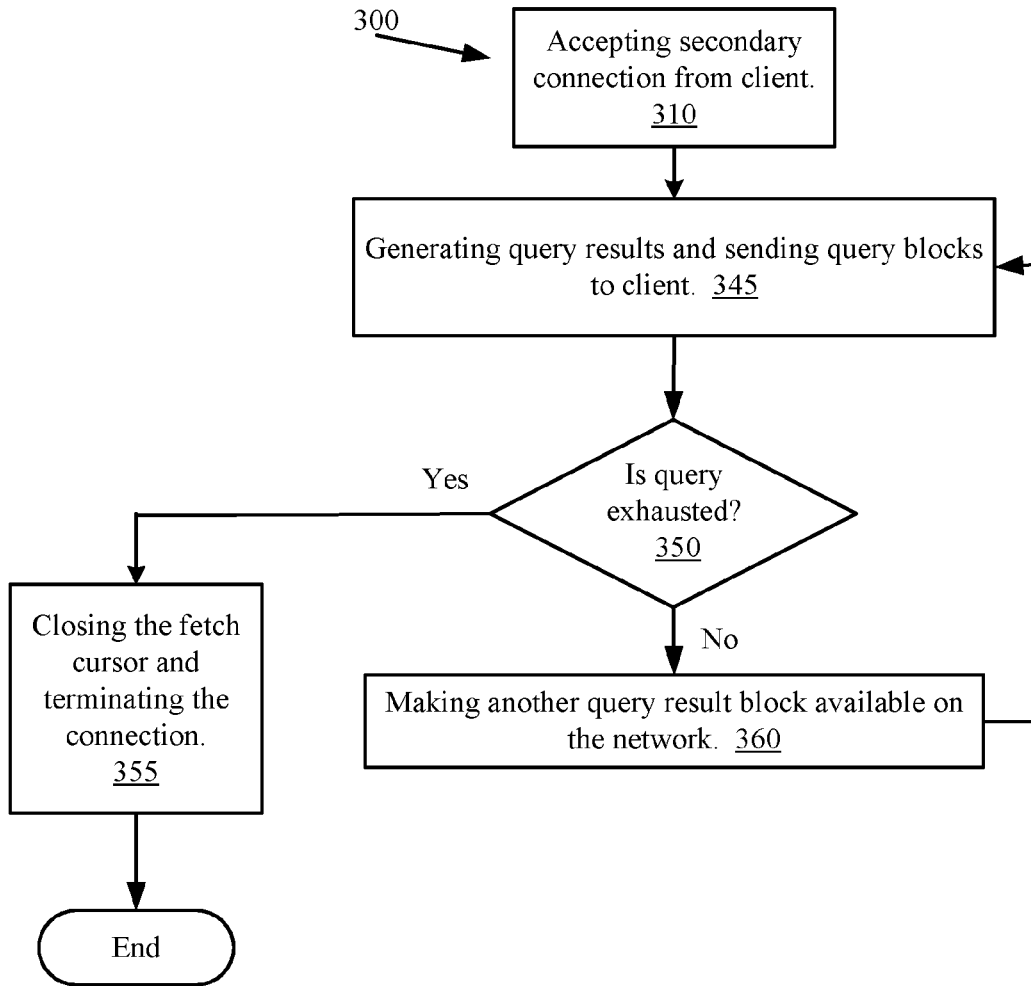 300
Accepting secondary
connection from client.
310
Generating query results and sending query blocks
to client. 345
Is query
exhausted?
350
Yes
No
Closing the fetch
cursor and
terminating the
connection.
355
Making another query result block available on
the network. 360
End